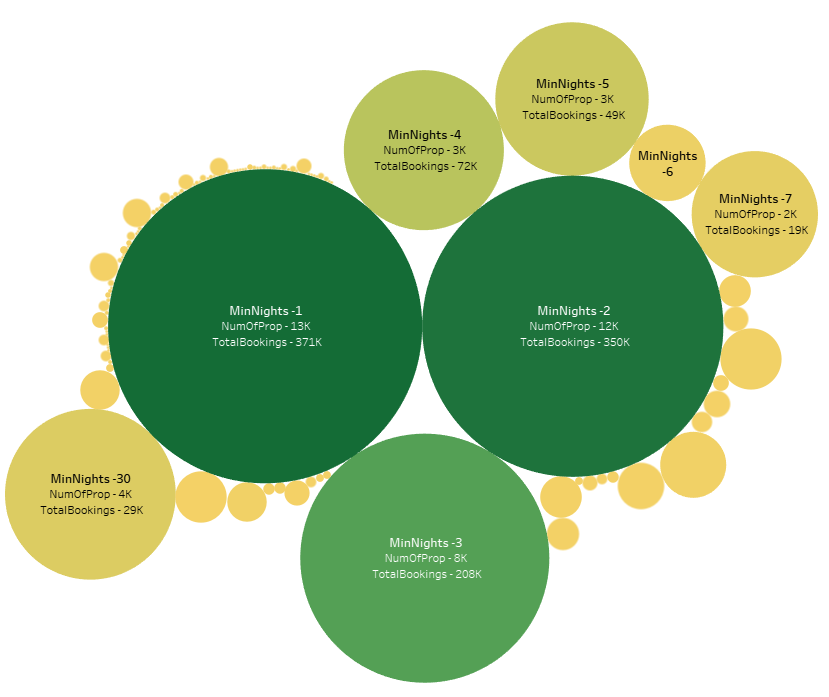 MinNights -5
NumOfProp - 3K
TotalBookings - 49K
MinNights -4
NumOfProp - 3K
TotalBookings - 72K
MinNights
-6
MinNights -7
NumOfProp - 2K
TotalBookings - 19K
MinNights -1
NumOfProp - 13K
TotalBookings - 371K
MinNights -2
NumOfProp - 12K
TotalBookings - 350K
MinNights -30
NumOfProp - 4K
TotalBookings - 29K
MinNights -3
NumOfProp - 8K
TotalBookings - 208K